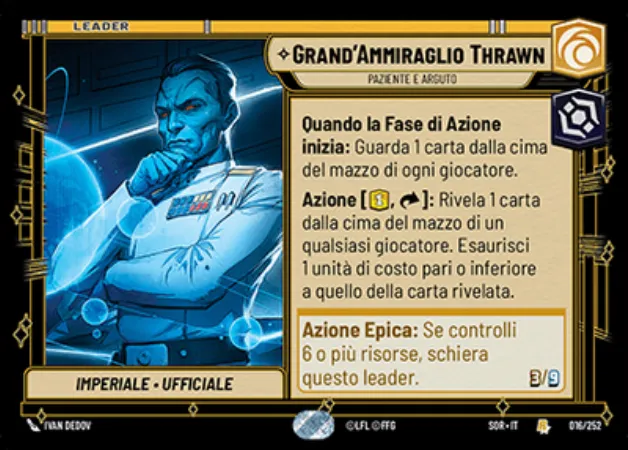 LEADER
GRAND'AMMIRAGLIO THRAWN
PAZIENTE E ARGUTO
Quando la Fase di Azione
inizia: Guarda 1 carta dalla cima
del mazzo di ogni giocatore.
Azione [1, ]: Rivela 1 carta
dalla cima del mazzo di un
qualsiasi giocatore. Esaurisci
1 unità di costo pari o inferiore
a quello della carta rivelata.
Azione Epica: Se controlli
6 o più risorse, schiera
questo leader.
3/9
IMPERIALE • UFFICIALE
IVAN DEDOV
©LFL ©FFG
SOR • IT
R
016/252